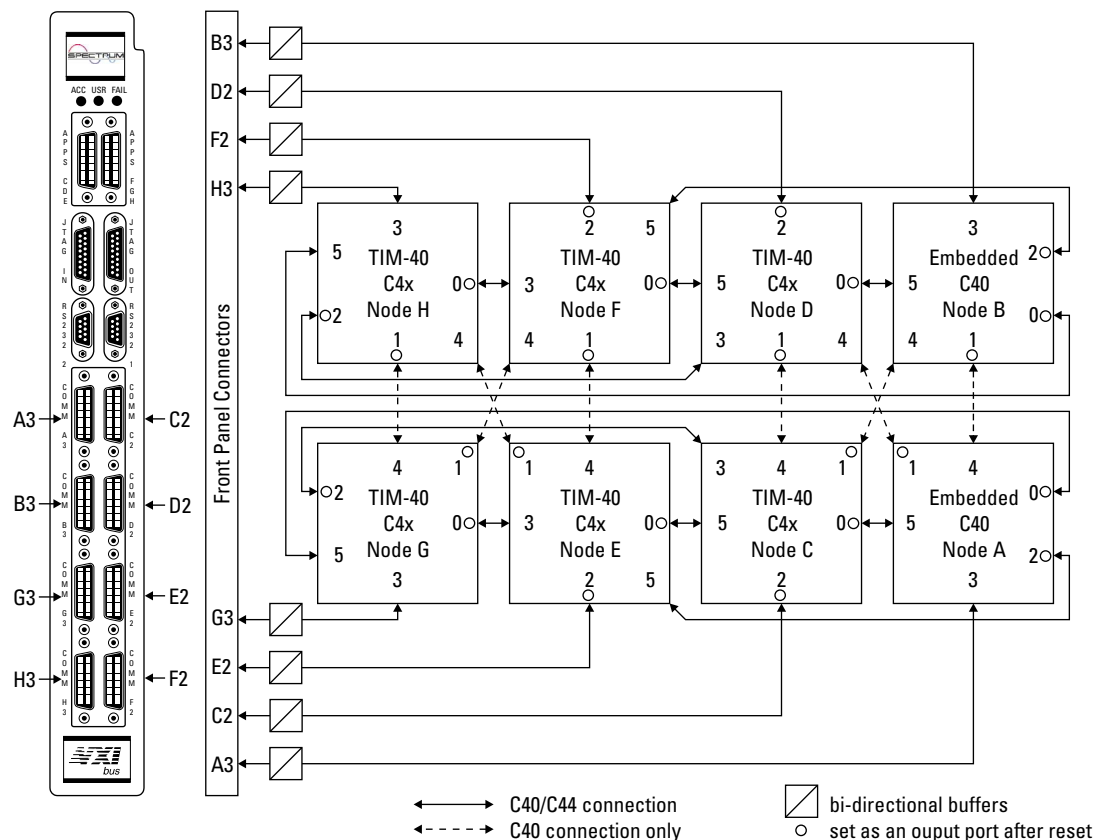 SPECTRUM
ACC USR FAIL
APPS CDE
APPS FGH
JTAG IN
JTAG OUT
RS232 2
RS232 1
COMM A3
COMM C2
COMM B3
COMM D2
COMM G3
COMM E2
COMM H3
COMM F2
A3
C2
B3
D2
G3
E2
H3
F2
VXI
bus
Front Panel Connectors
B3
D2
F2
H3
G3
E2
C2
A3
3
5
TIM-40
C4x
Node H
0
2
1
4
2
5
TIM-40
C4x
Node F
3
0
4
1
2
TIM-40
C4x
Node D
5
0
3
1
4
3
Embedded
C40
Node B
2
5
0
4
1
4
1
2
TIM-40
C4x
Node G
0
5
3
1
4
TIM-40
C4x
Node E
3
0
2
5
3
4
1
TIM-40
C4x
Node C
5
0
2
1
4
Embedded
C40
Node A
0
5
2
3
C40/C44 connection
C40 connection only
bi-directional buffers
set as an ouput port after reset